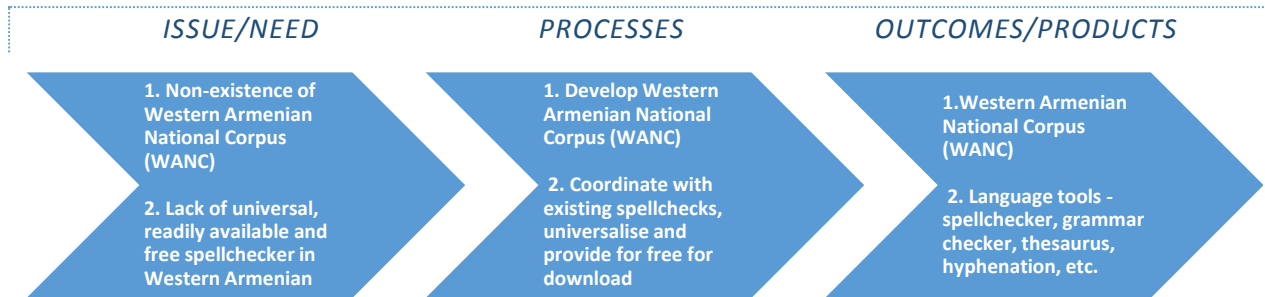 ISSUE/NEED
PROCESSES
OUTCOMES/PRODUCTS
1. Non-existence of
Western Armenian
National Corpus
(WANC)
2. Lack of universal,
readily available and
free spellchecker in
Western Armenian
1. Develop Western
Armenian National
Corpus (WANC)
2. Coordinate with
existing spellchecks,
universalise and
provide for free for
download
1.Western Armenian
National Corpus
(WANC)
2. Language tools -
spellchecker, grammar
checker, thesaurus,
hyphenation, etc.